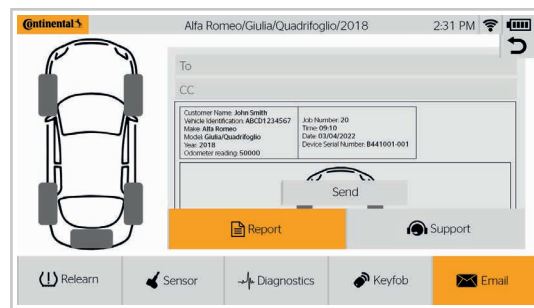 Continental
Alfa Romeo/Giulia/Quadrifoglio/2018
2:31 PM
To
CC
Customer Name: John Smith
Vehicle Identification: ABCD1234567
Make: Alfa Romeo
Model: Giulia/Quadrifoglio
Year: 2018
Odometer reading: 50000
Job Number: 20
Time: 09:10
Date: 03/04/2022
Device Serial Number: B441001-001
Send
Report
Support
Relearn
Sensor
Diagnostics
Keyfob
Email